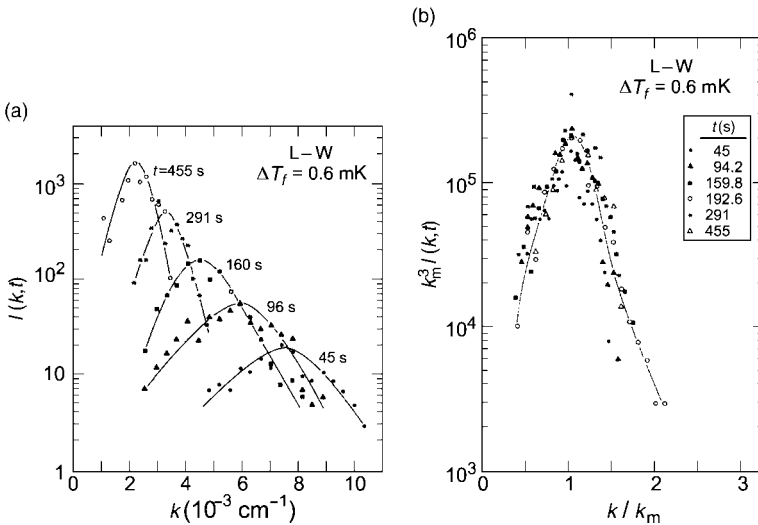 (a)
L–W
ΔT_f = 0.6 mK
t=455 s
291 s
160 s
96 s
45 s
I (k,t)
10³
10²
10
1
0 2 4 6 8 10
k (10⁻³ cm⁻¹)
(b)
L–W
ΔT_f = 0.6 mK
t (s)
45
94.2
159.8
192.6
291
455
k_m³ I (k,t)
10⁶
10⁵
10⁴
10³
0 1 2 3
k / k_m